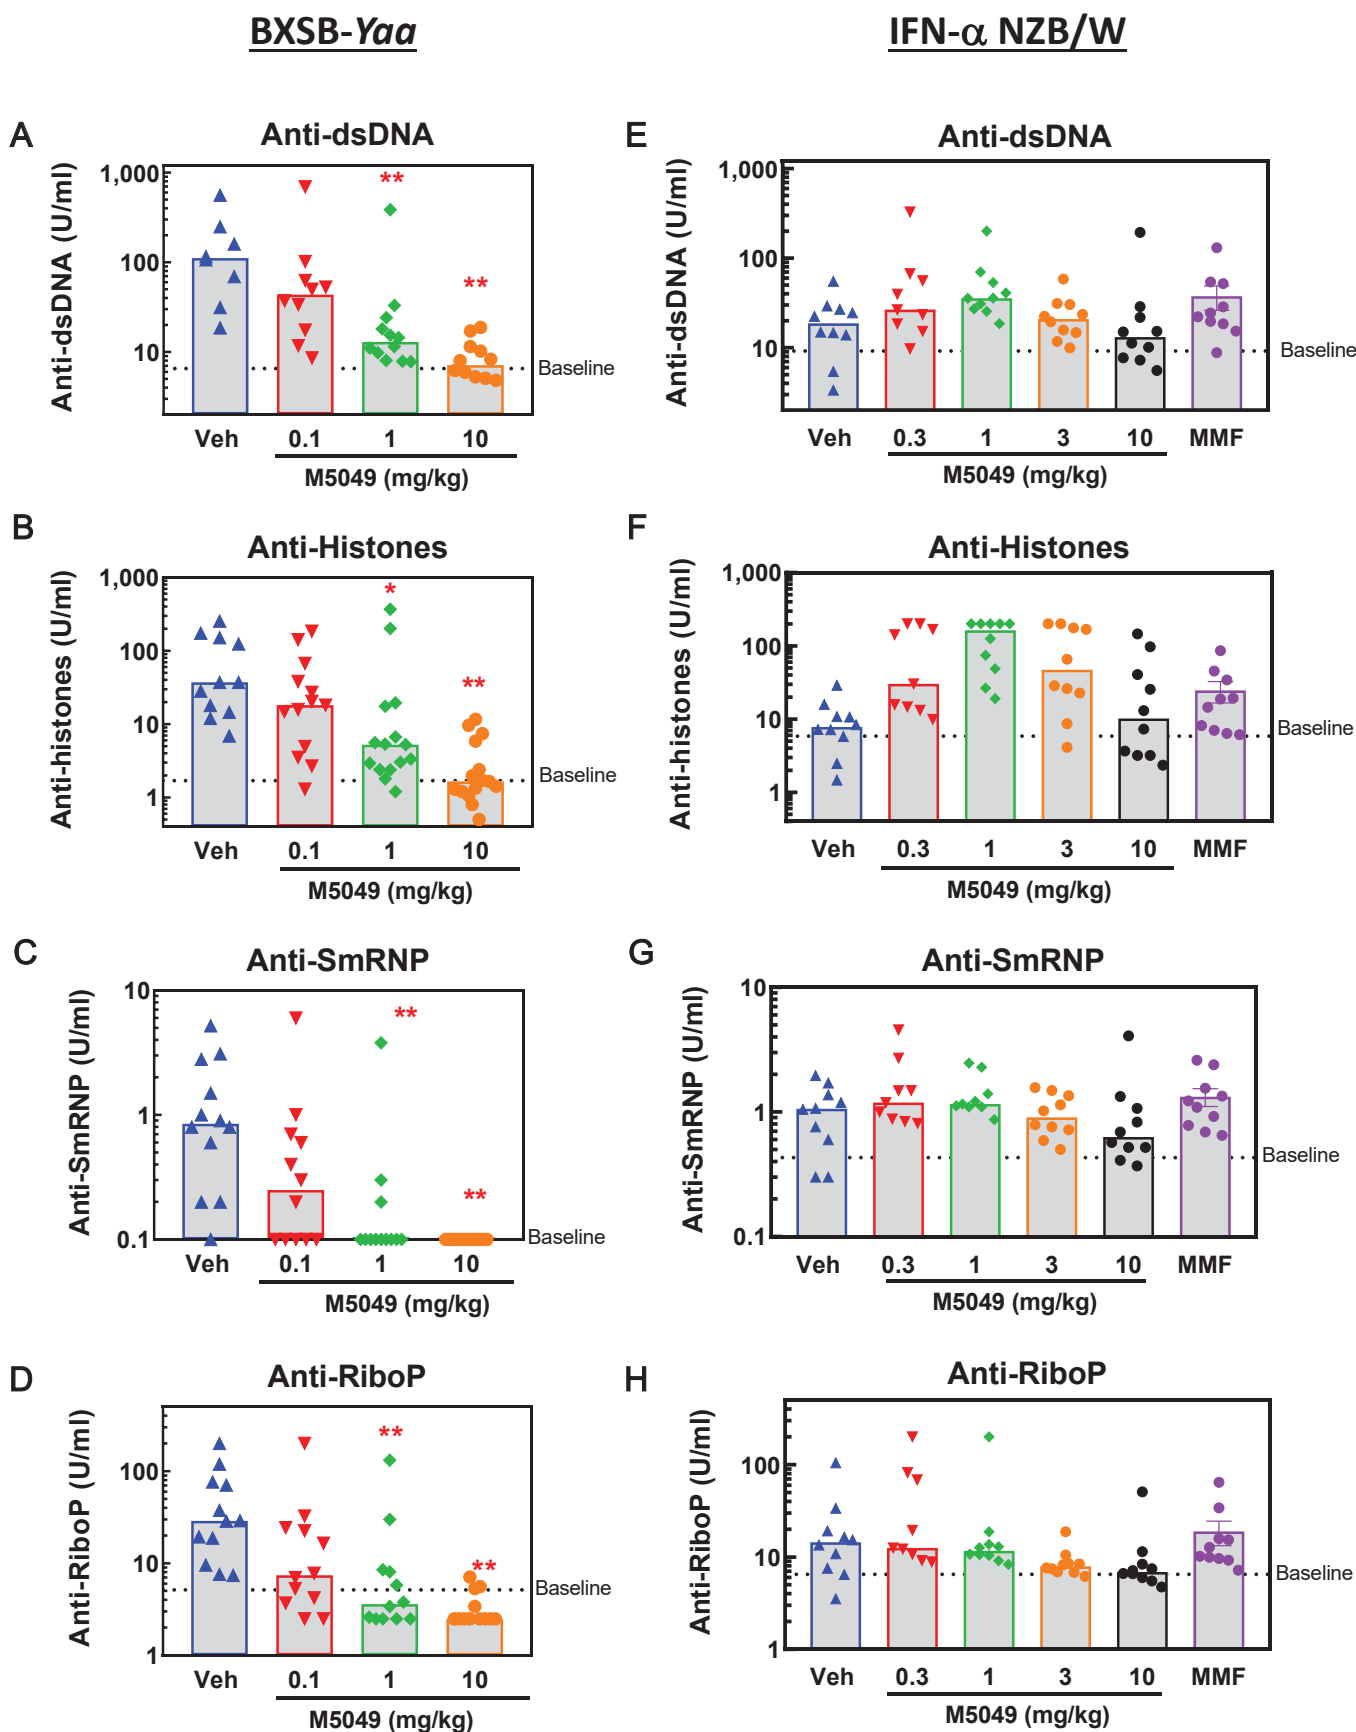 BXSB-Yaa
IFN-α NZB/W
A
Anti-dsDNA
Anti-dsDNA (U/ml)
1,000
100
10
**
**
Baseline
Veh
0.1
1
10
M5049 (mg/kg)
E
Anti-dsDNA
Anti-dsDNA (U/ml)
1,000
100
10
Baseline
Veh
0.3
1
3
10
MMF
M5049 (mg/kg)
B
Anti-Histones
Anti-histones (U/ml)
1,000
100
10
1
*
**
Baseline
Veh
0.1
1
10
M5049 (mg/kg)
F
Anti-Histones
Anti-histones (U/ml)
1,000
100
10
1
Baseline
Veh
0.3
1
3
10
MMF
M5049 (mg/kg)
C
Anti-SmRNP
Anti-SmRNP (U/ml)
10
1
0.1
**
**
Baseline
Veh
0.1
1
10
M5049 (mg/kg)
G
Anti-SmRNP
Anti-SmRNP (U/ml)
10
1
0.1
Baseline
Veh
0.3
1
3
10
MMF
M5049 (mg/kg)
D
Anti-RiboP
Anti-RiboP (U/ml)
100
10
1
**
**
Baseline
Veh
0.1
1
10
M5049 (mg/kg)
H
Anti-RiboP
Anti-RiboP (U/ml)
100
10
1
Baseline
Veh
0.3
1
3
10
MMF
M5049 (mg/kg)